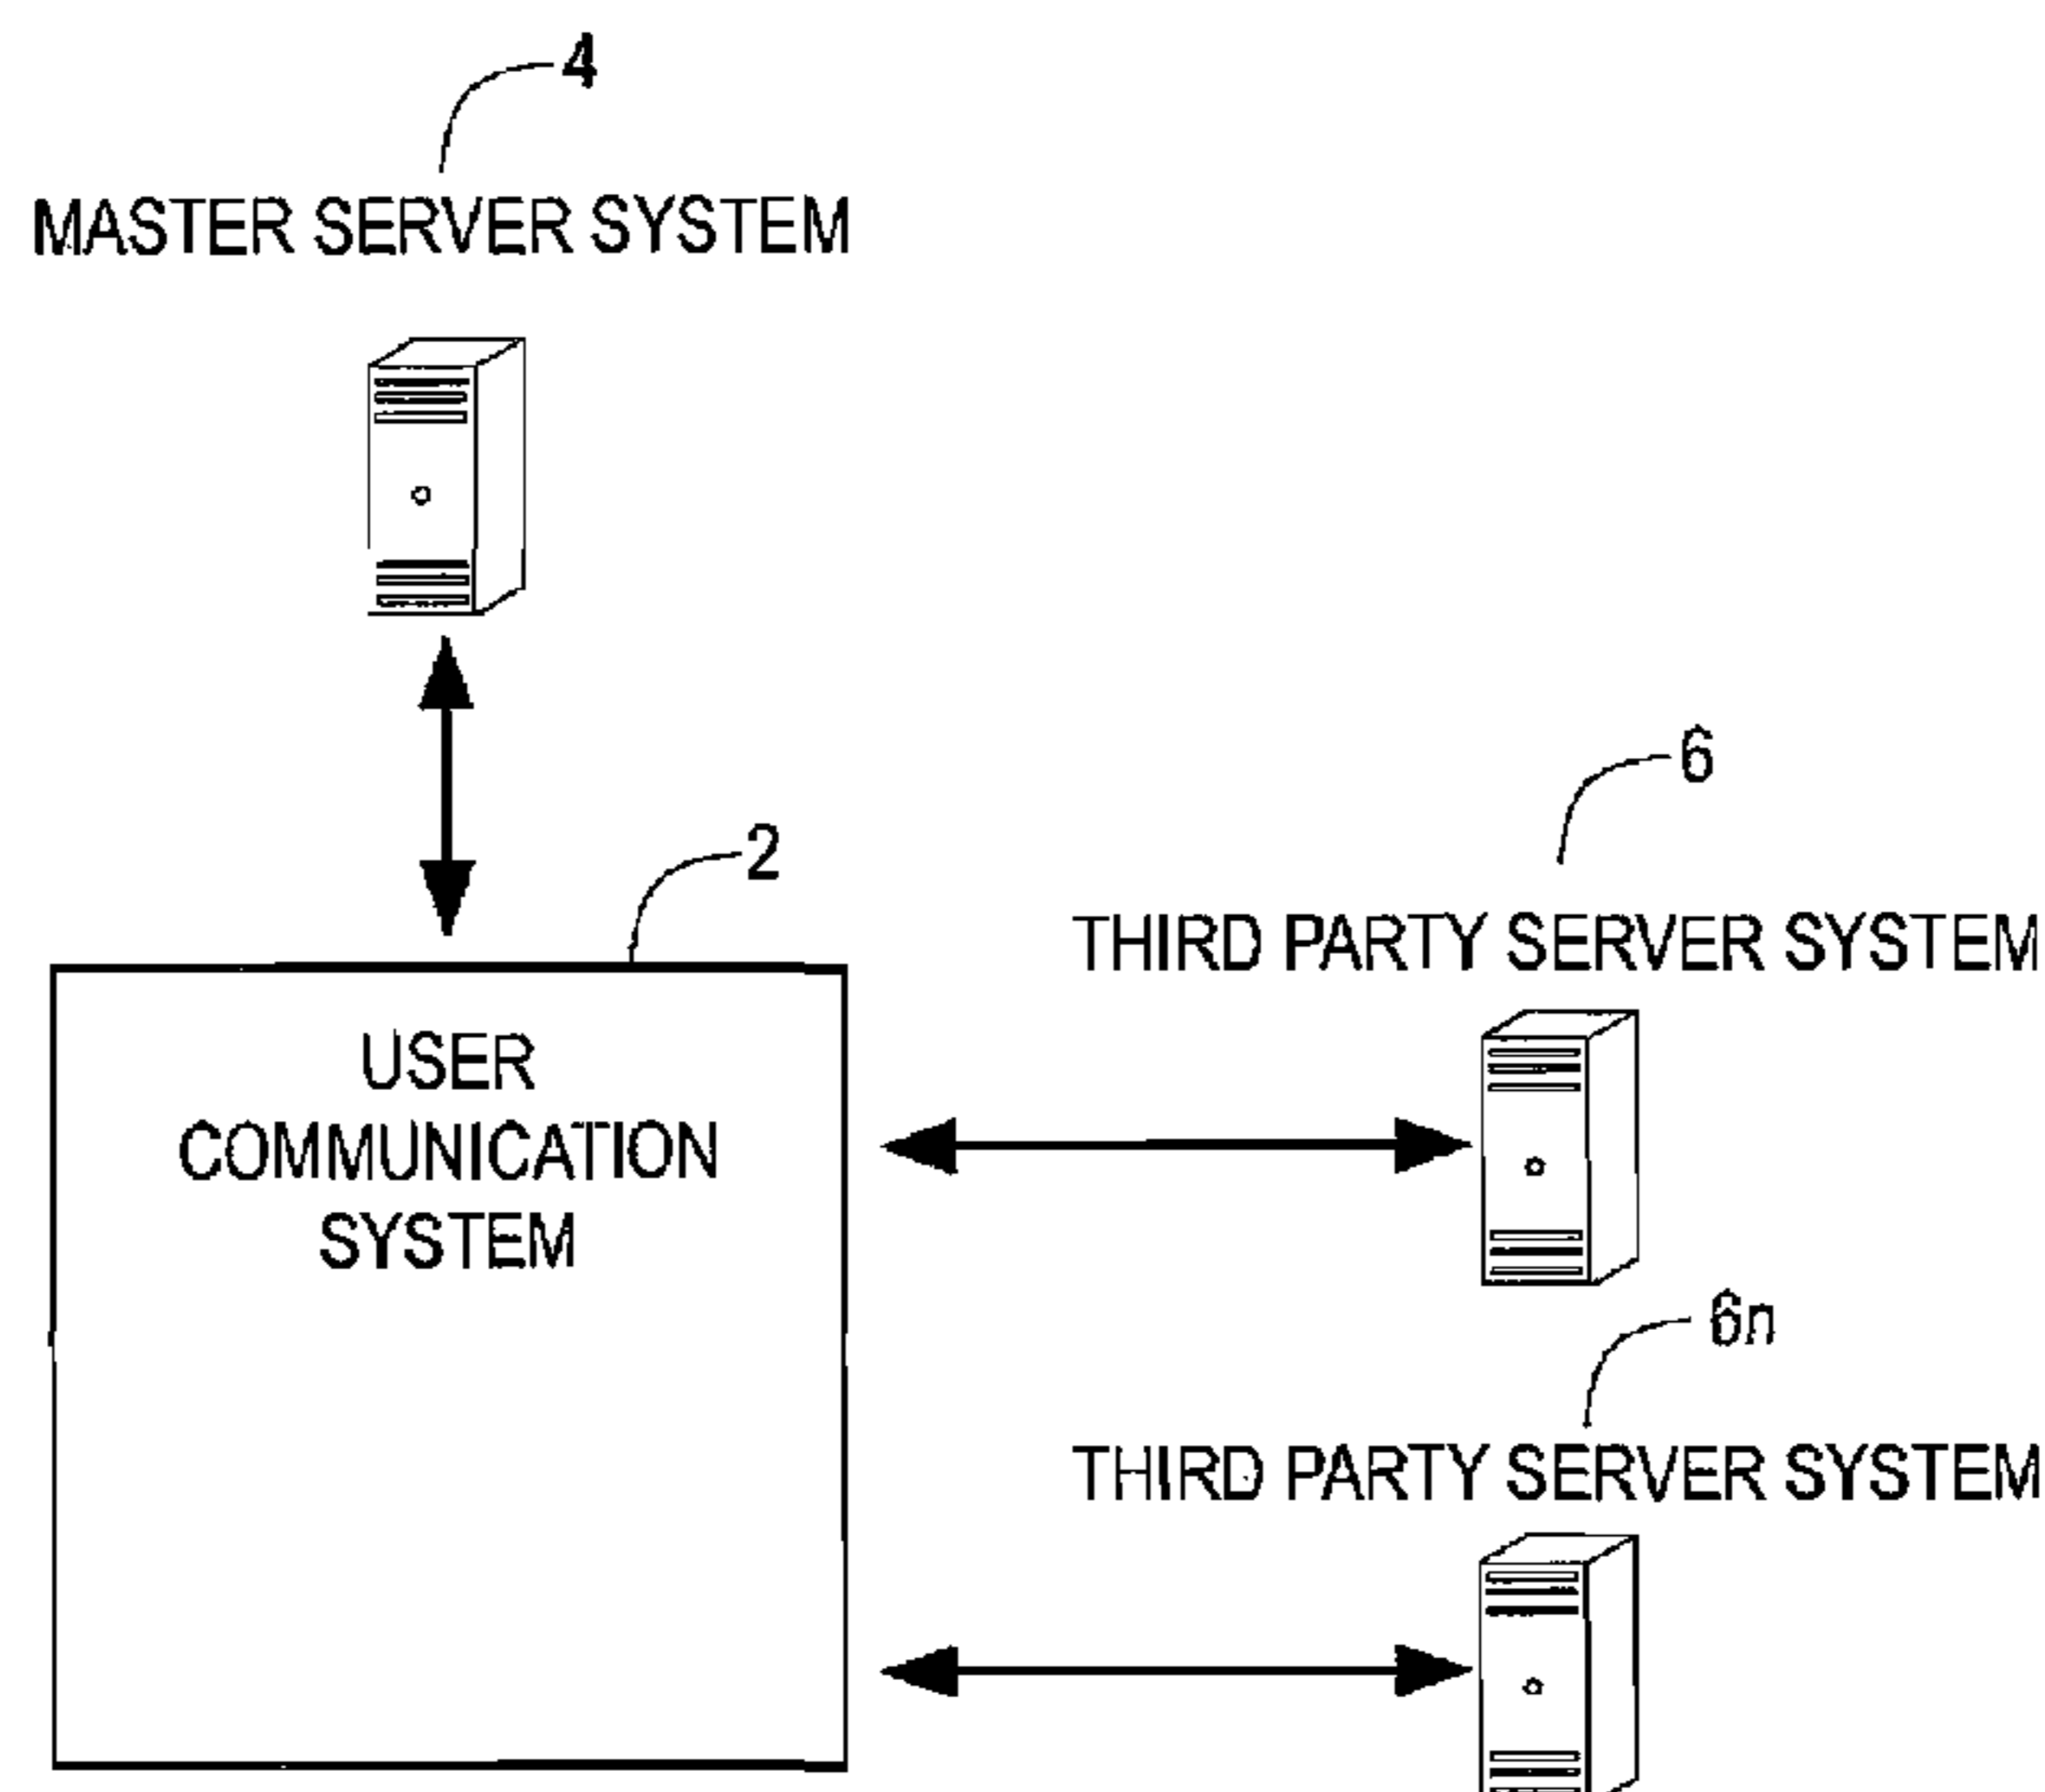 4
MASTER SERVER SYSTEM
2
USER
COMMUNICATION
SYSTEM
6
THIRD PARTY SERVER SYSTEM
6n
THIRD PARTY SERVER SYSTEM